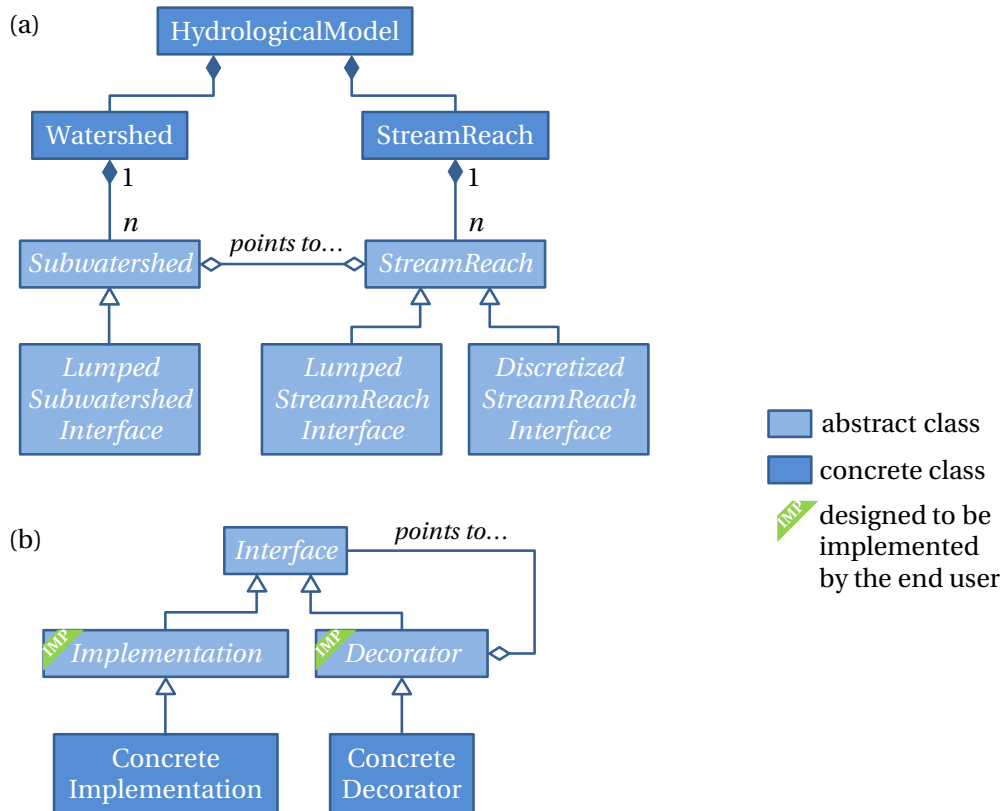 (a)
HydrologicalModel
Watershed
StreamReach
1
1
n
n
points to...
Subwatershed
StreamReach
Lumped
Subwatershed
Interface
Lumped
StreamReach
Interface
Discretized
StreamReach
Interface
abstract class
concrete class
IMP
designed to be
implemented
by the end user
(b)
points to...
Interface
IMP
Implementation
IMP
Decorator
Concrete
Implementation
Concrete
Decorator